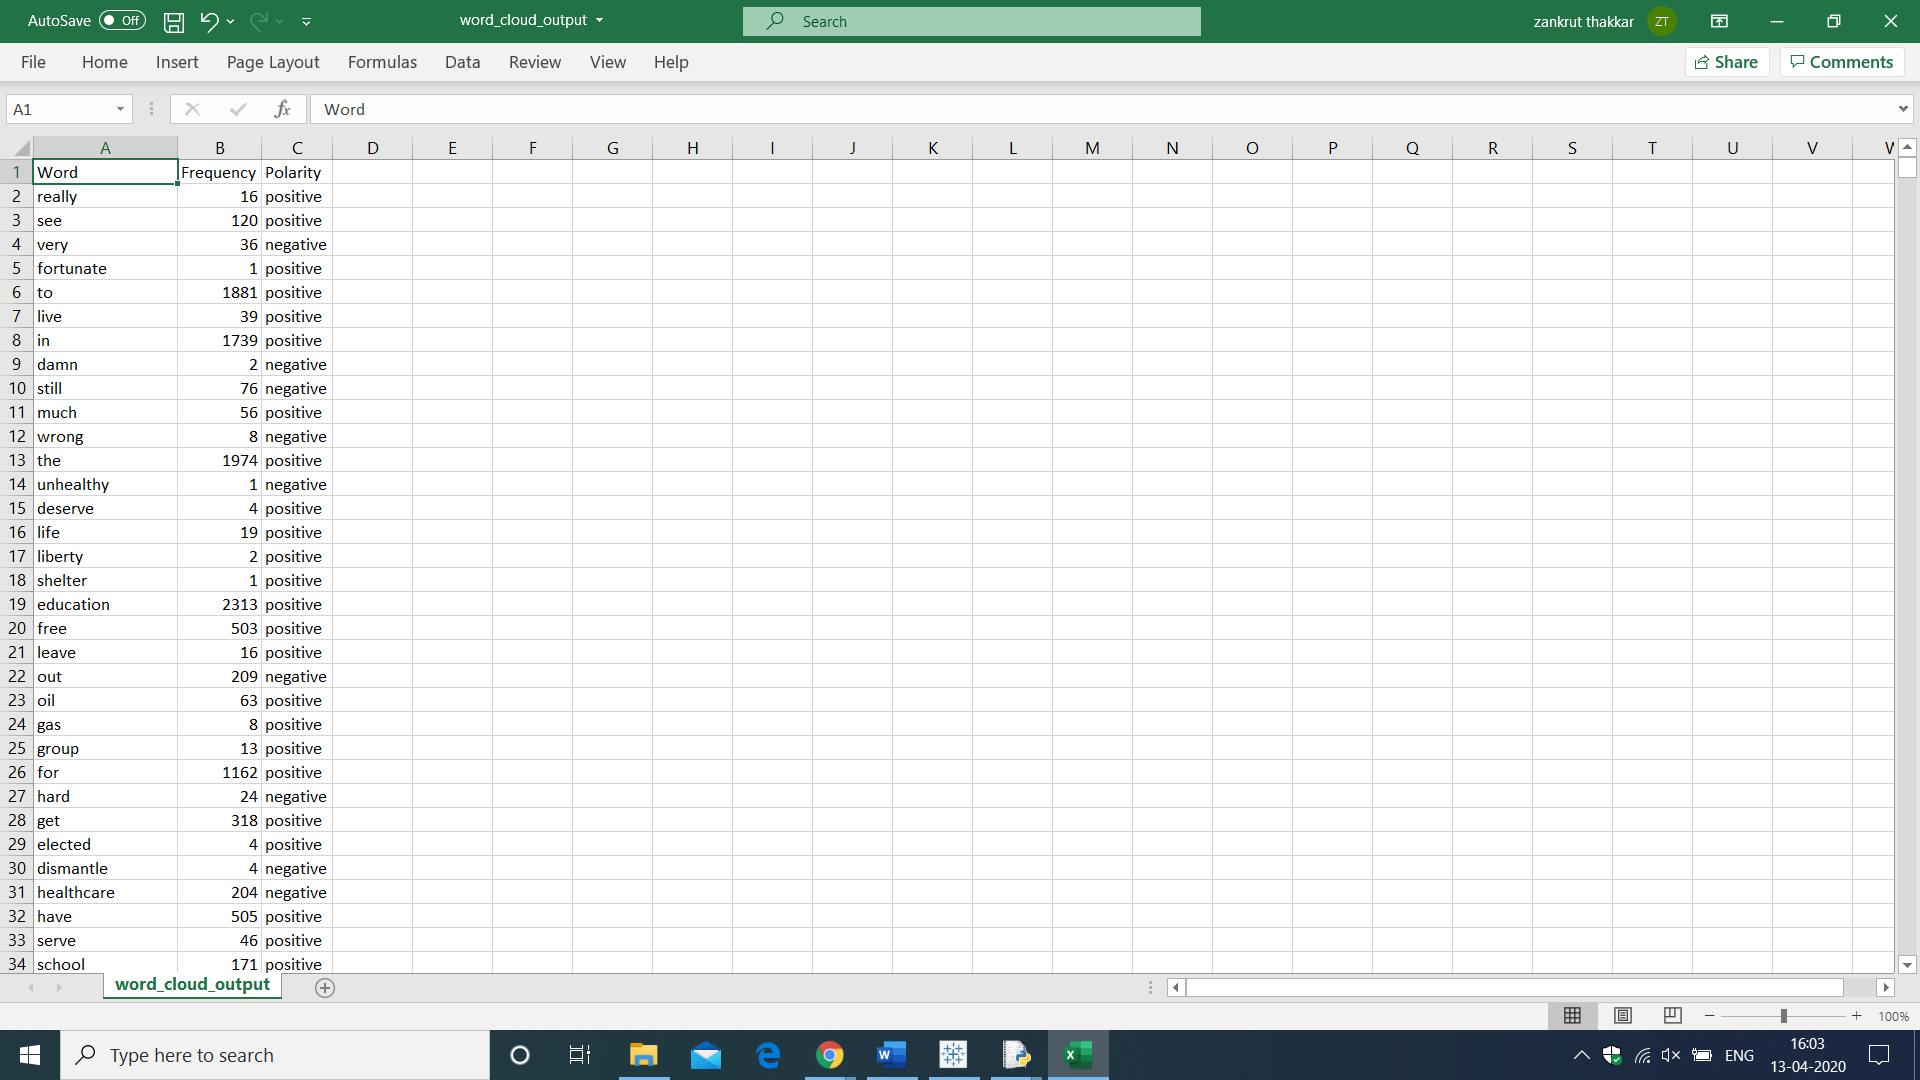 AutoSave Off word_cloud_output Search zankrut thakkar ZT
File Home Insert Page Layout Formulas Data Review View Help Share Comments
A1 fx Word
A B C D E F G H I J K L M N O P Q R S T U V W
1 Word Frequency Polarity
2 really 16 positive
3 see 120 positive
4 very 36 negative
5 fortunate 1 positive
6 to 1881 positive
7 live 39 positive
8 in 1739 positive
9 damn 2 negative
10 still 76 negative
11 much 56 positive
12 wrong 8 negative
13 the 1974 positive
14 unhealthy 1 negative
15 deserve 4 positive
16 life 19 positive
17 liberty 2 positive
18 shelter 1 positive
19 education 2313 positive
20 free 503 positive
21 leave 16 positive
22 out 209 negative
23 oil 63 positive
24 gas 8 positive
25 group 13 positive
26 for 1162 positive
27 hard 24 negative
28 get 318 positive
29 elected 4 positive
30 dismantle 4 negative
31 healthcare 204 negative
32 have 505 positive
33 serve 46 positive
34 school 171 positive
word_cloud_output
100%
Type here to search ENG 16:03
13-04-2020